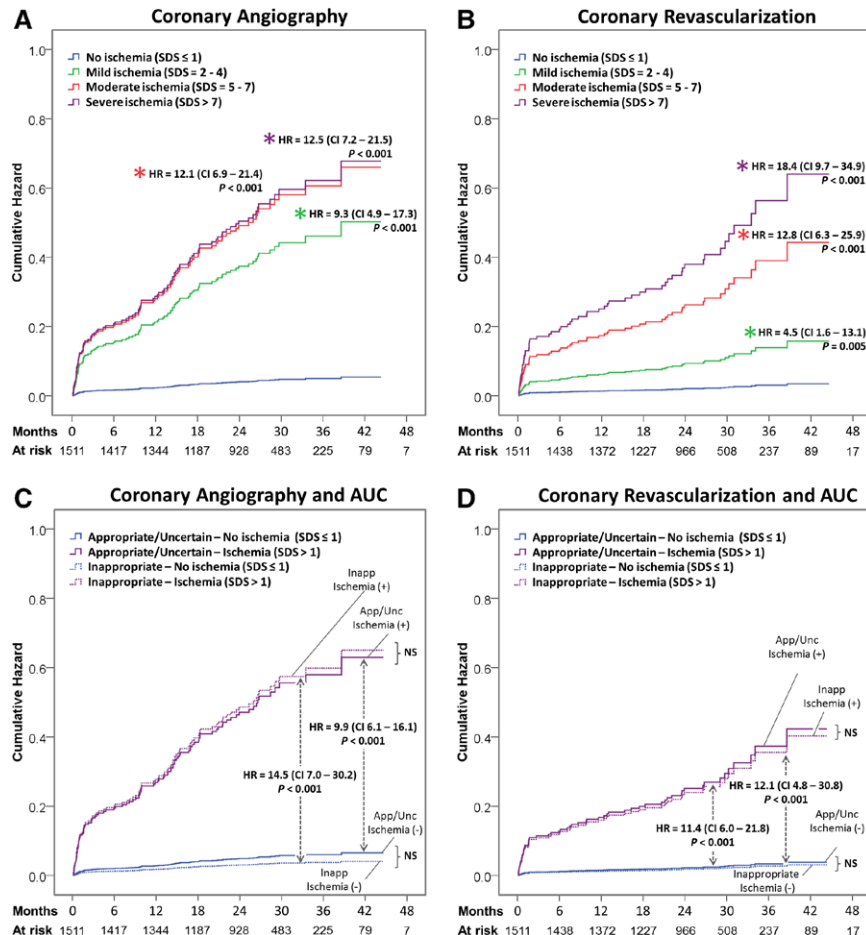 A
Coronary Angiography
1.0
No ischemia (SDS ≤ 1)
Mild ischemia (SDS = 2 - 4)
Moderate ischemia (SDS = 5 - 7)
Severe ischemia (SDS > 7)
0.8
* HR = 12.5 (CI 7.2 – 21.5)
P < 0.001
* HR = 12.1 (CI 6.9 – 21.4)
P < 0.001
0.6
* HR = 9.3 (CI 4.9 – 17.3)
P < 0.001
0.4
0.2
0.0
Cumulative Hazard
Months 0 6 12 18 24 30 36 42 48
At risk 1511 1417 1344 1187 928 483 225 79 7
B
Coronary Revascularization
1.0
No ischemia (SDS ≤ 1)
Mild ischemia (SDS = 2 - 4)
Moderate ischemia (SDS = 5 - 7)
Severe ischemia (SDS > 7)
0.8
* HR = 18.4 (CI 9.7 – 34.9)
P < 0.001
0.6
* HR = 12.8 (CI 6.3 – 25.9)
P < 0.001
0.4
* HR = 4.5 (CI 1.6 – 13.1)
P = 0.005
0.2
0.0
Cumulative Hazard
0 6 12 18 24 30 36 42 48
1511 1438 1372 1227 966 508 237 89 17
C
Coronary Angiography and AUC
1.0
Appropriate/Uncertain – No ischemia (SDS ≤ 1)
Appropriate/Uncertain – Ischemia (SDS > 1)
Inappropriate – No ischemia (SDS ≤ 1)
Inappropriate – Ischemia (SDS > 1)
Inapp
Ischemia (+)
0.8
App/Unc
Ischemia (+)
NS
0.6
HR = 9.9 (CI 6.1 – 16.1)
P < 0.001
0.4
HR = 14.5 (CI 7.0 – 30.2)
P < 0.001
0.2
App/Unc
Ischemia (-)
NS
0.0
Inapp
Ischemia (-)
Cumulative Hazard
Months 0 6 12 18 24 30 36 42 48
At risk 1511 1417 1344 1187 928 483 225 79 7
D
Coronary Revascularization and AUC
1.0
Appropriate/Uncertain – No ischemia (SDS ≤ 1)
Appropriate/Uncertain – Ischemia (SDS > 1)
Inappropriate – No ischemia (SDS ≤ 1)
Inappropriate – Ischemia (SDS > 1)
0.8
App/Unc
Ischemia (+)
0.6
Inapp
Ischemia (+)
NS
0.4
HR = 12.1 (CI 4.8 – 30.8)
P < 0.001
0.2
HR = 11.4 (CI 6.0 – 21.8)
P < 0.001
App/Unc
Ischemia (-)
NS
0.0
Inappropriate
Ischemia (-)
Cumulative Hazard
0 6 12 18 24 30 36 42 48
1511 1438 1372 1227 966 508 237 89 17